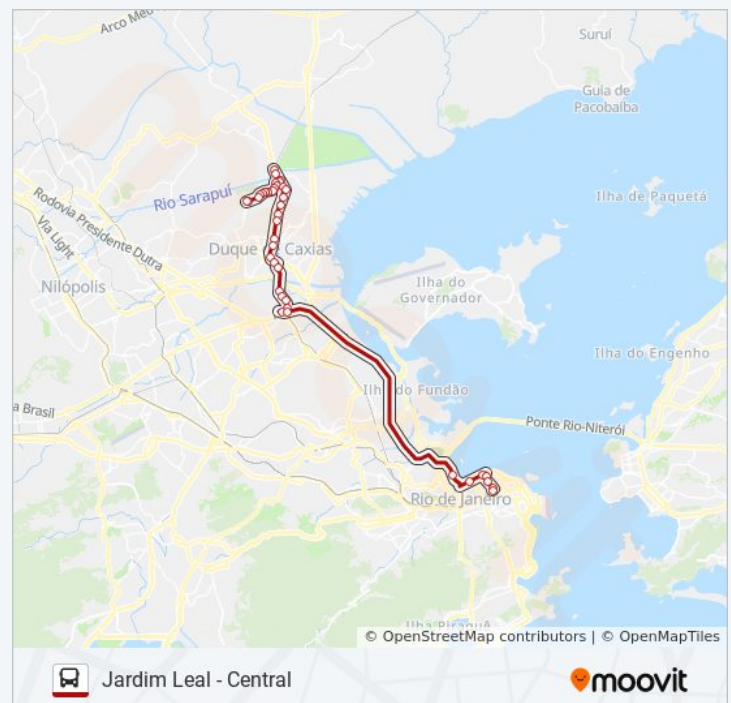 Arco Me
Suruí
Guia de
Pacobaíba
Rio Sarapuí
Ilha de Paquetá
Rodovia Presidente Dutra
Via Light
Duque de Caxias
Nilópolis
Ilha do
Governador
Ilha do Engenho
a Brasil
Ilha do Fundão
Ponte Rio-Niterói
Rio de Janeiro
© OpenStreetMap contributors | © OpenMapTiles
Jardim Leal - Central
moovit